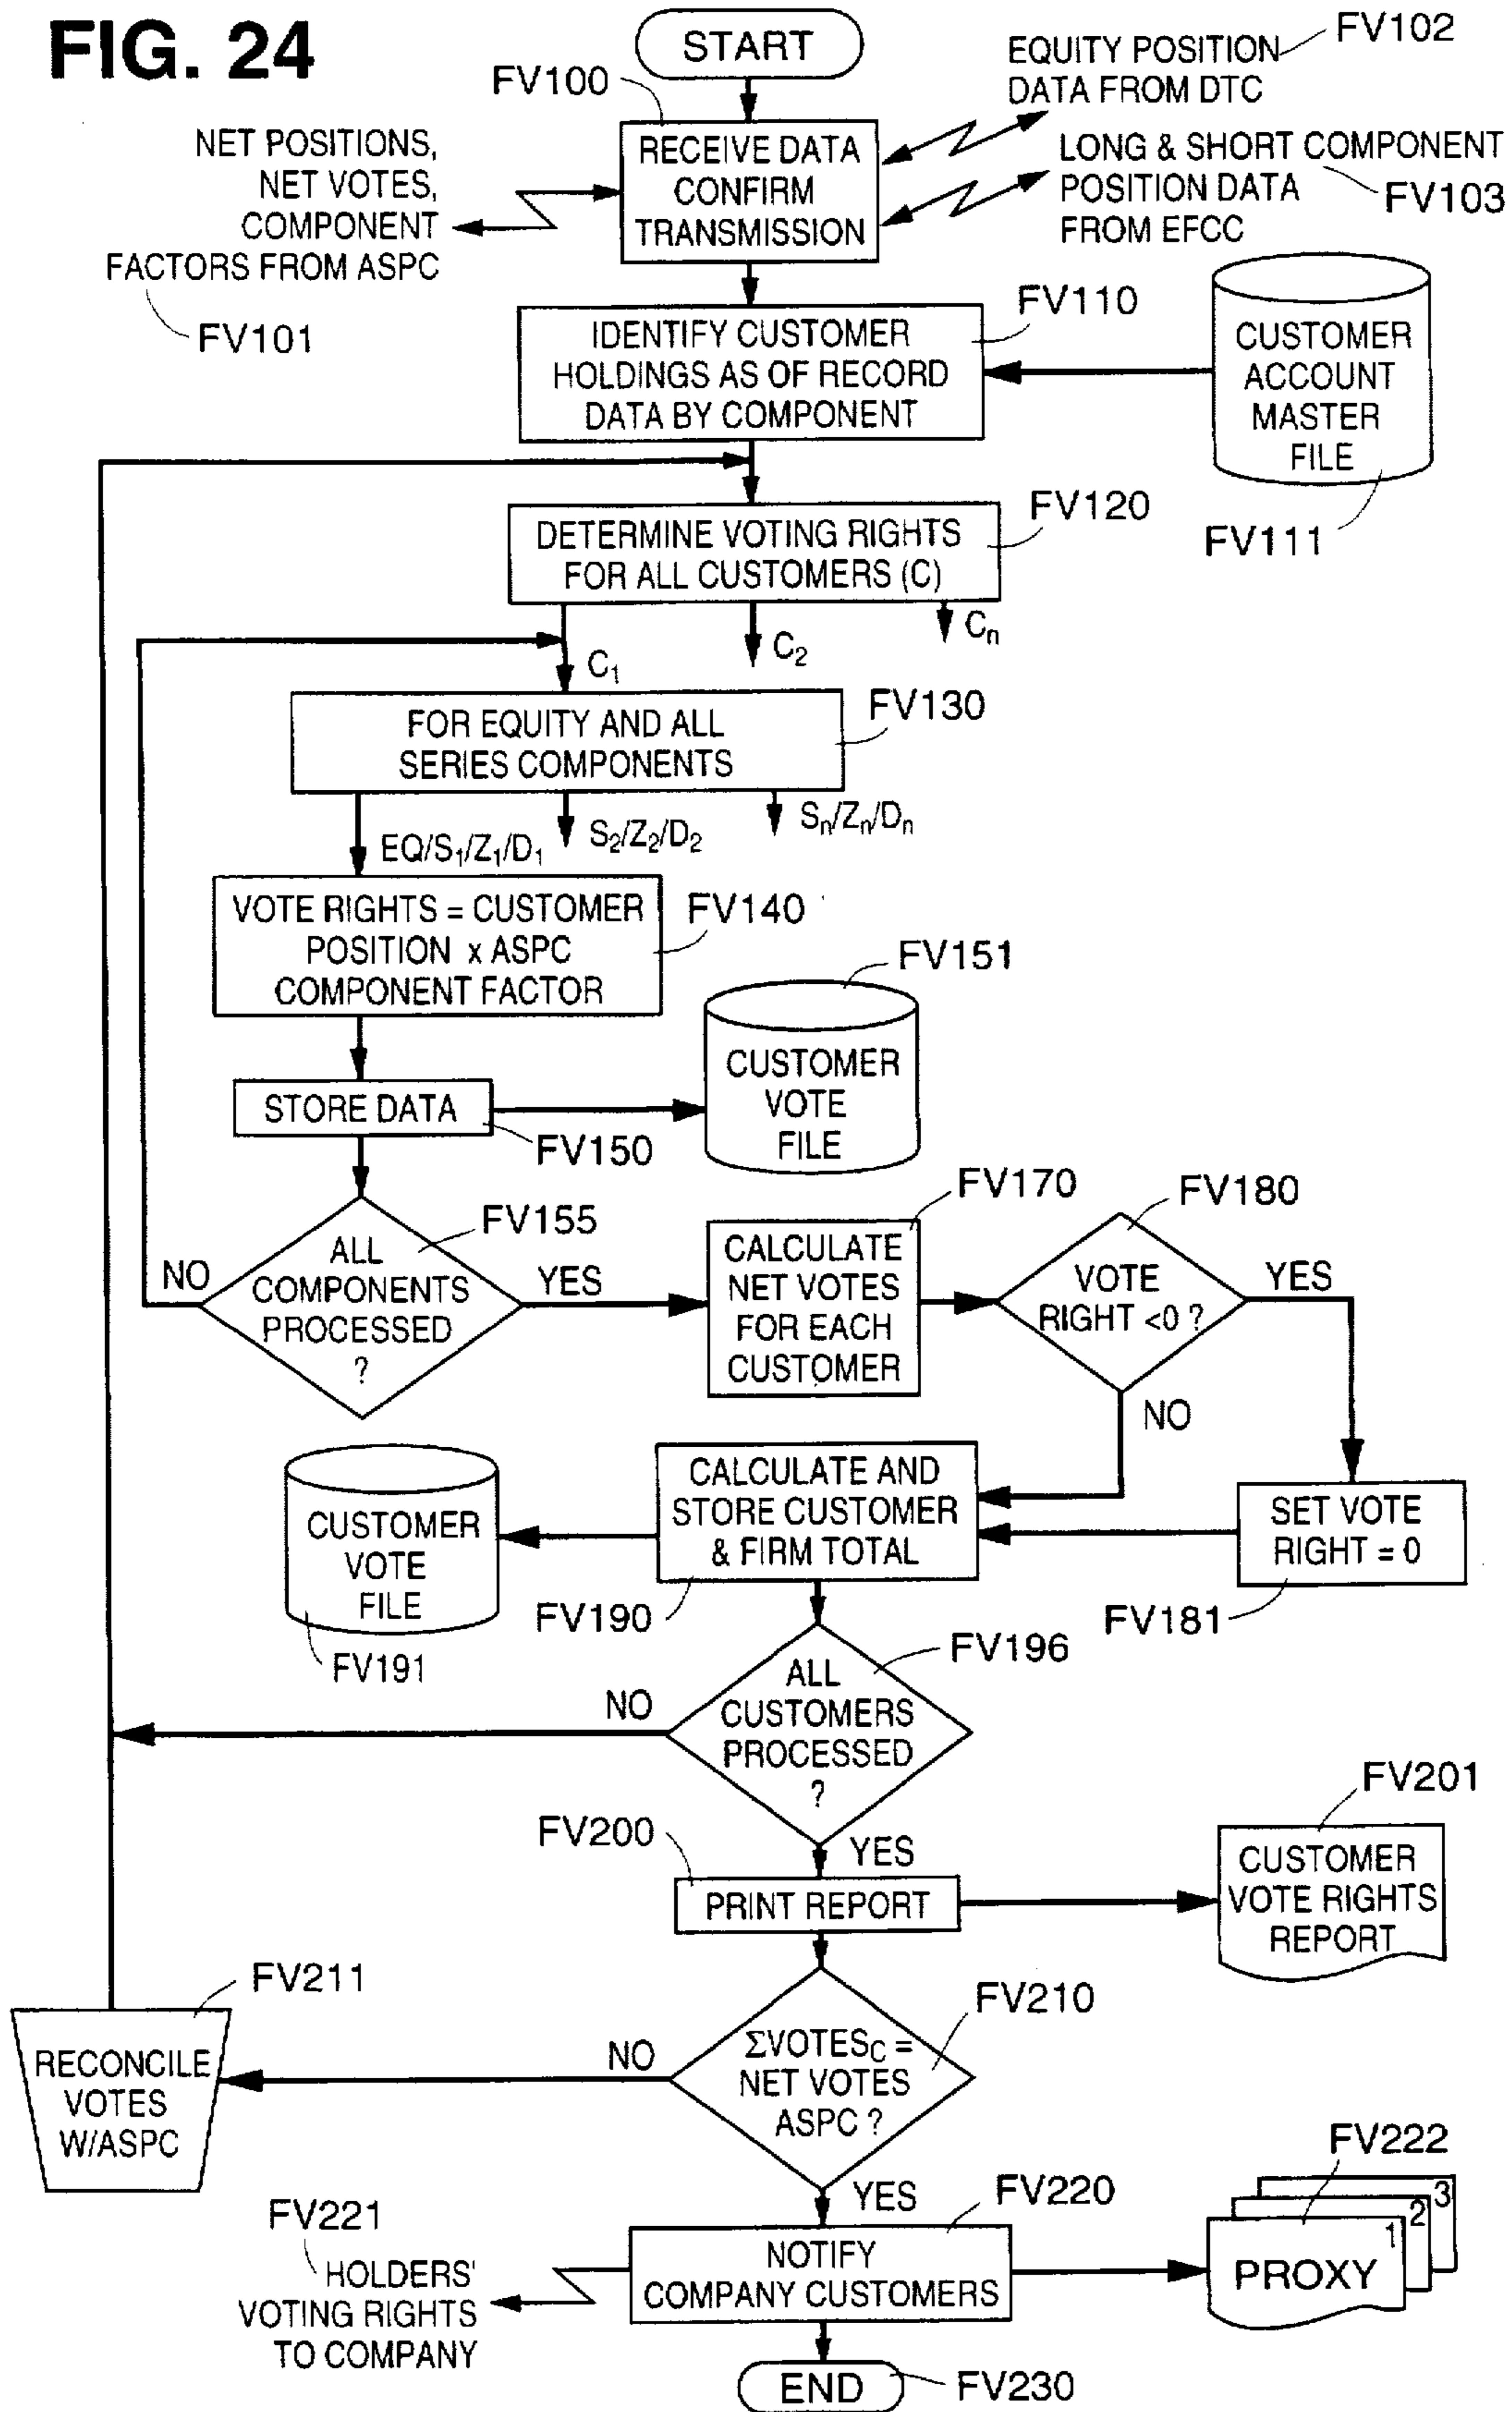 FIG. 24
START
FV100
EQUITY POSITION
DATA FROM DTC
FV102
NET POSITIONS,
NET VOTES,
COMPONENT
FACTORS FROM ASPC
FV101
RECEIVE DATA
CONFIRM
TRANSMISSION
LONG & SHORT COMPONENT
POSITION DATA
FROM EFCC
FV103
IDENTIFY CUSTOMER
HOLDINGS AS OF RECORD
DATA BY COMPONENT
FV110
CUSTOMER
ACCOUNT
MASTER
FILE
FV111
DETERMINE VOTING RIGHTS
FOR ALL CUSTOMERS (C)
FV120
C1
C2
Cn
FOR EQUITY AND ALL
SERIES COMPONENTS
FV130
EQ/S1/Z1/D1
S2/Z2/D2
Sn/Zn/Dn
VOTE RIGHTS = CUSTOMER
POSITION x ASPC
COMPONENT FACTOR
FV140
STORE DATA
FV150
FV151
CUSTOMER
VOTE
FILE
FV155
ALL
COMPONENTS
PROCESSED
?
NO
YES
FV170
CALCULATE
NET VOTES
FOR EACH
CUSTOMER
FV180
VOTE
RIGHT <0 ?
YES
NO
SET VOTE
RIGHT = 0
FV181
CALCULATE AND
STORE CUSTOMER
& FIRM TOTAL
FV190
CUSTOMER
VOTE
FILE
FV191
FV196
ALL
CUSTOMERS
PROCESSED
?
NO
YES
FV200
PRINT REPORT
FV201
CUSTOMER
VOTE RIGHTS
REPORT
FV210
ΣVOTESC =
NET VOTES
ASPC ?
NO
YES
FV211
RECONCILE
VOTES
W/ASPC
FV220
NOTIFY
COMPANY CUSTOMERS
FV221
HOLDERS'
VOTING RIGHTS
TO COMPANY
FV222
1
2
3
PROXY
END
FV230